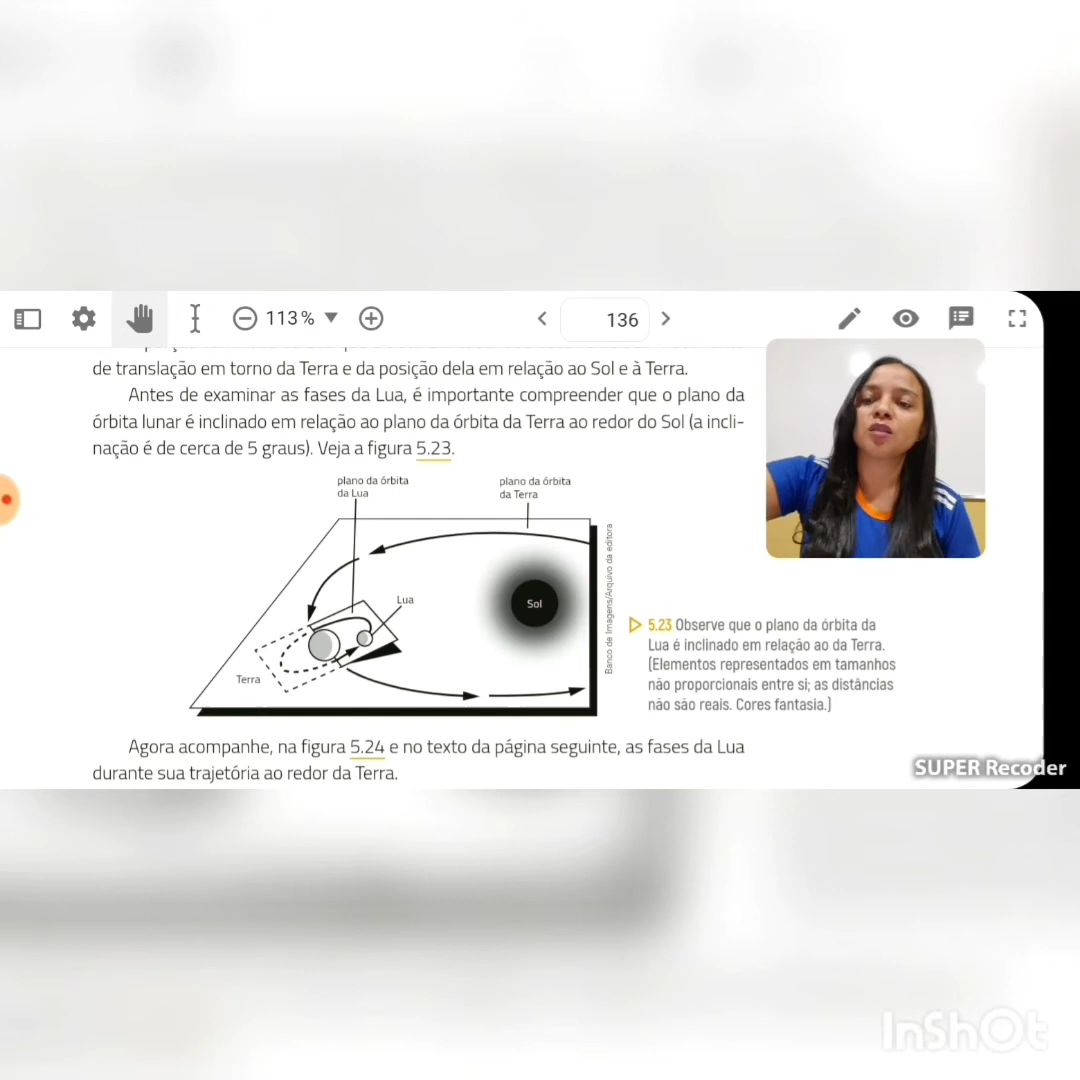 113%
136
de translação em torno da Terra e da posição dela em relação ao Sol e à Terra.
Antes de examinar as fases da Lua, é importante compreender que o plano da
órbita lunar é inclinado em relação ao plano da órbita da Terra ao redor do Sol (a incli-
nação é de cerca de 5 graus). Veja a figura 5.23.
plano da órbita
da Lua
plano da órbita
da Terra
Lua
Sol
Terra
Banco de Imagens/Arquivo da editora
5.23 Observe que o plano da órbita da
Lua é inclinado em relação ao da Terra.
(Elementos representados em tamanhos
não proporcionais entre si; as distâncias
não são reais. Cores fantasia.)
Agora acompanhe, na figura 5.24 e no texto da página seguinte, as fases da Lua
durante sua trajetória ao redor da Terra.
SUPER Recoder
InShOt